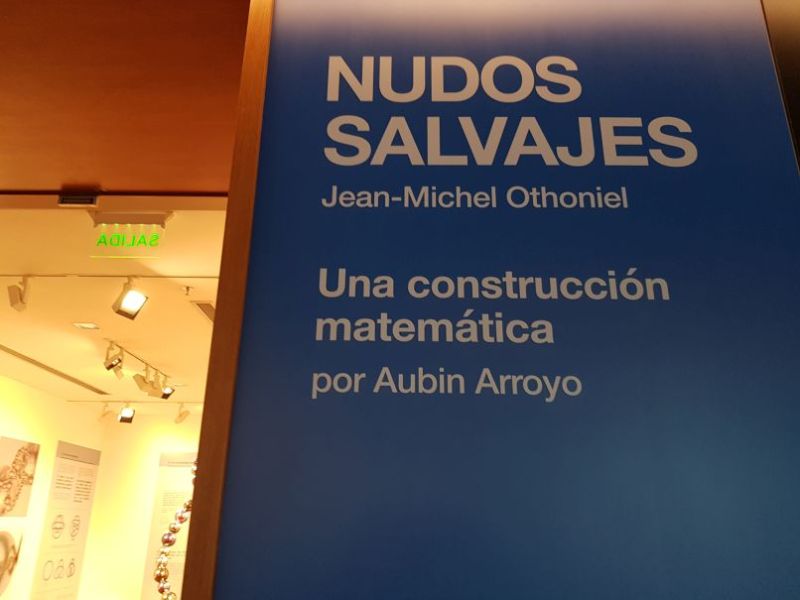 NUDOS
SALVAJES
Jean-Michel Othoniel
Una construcción
matemática
por Aubin Arroyo
SALIDA